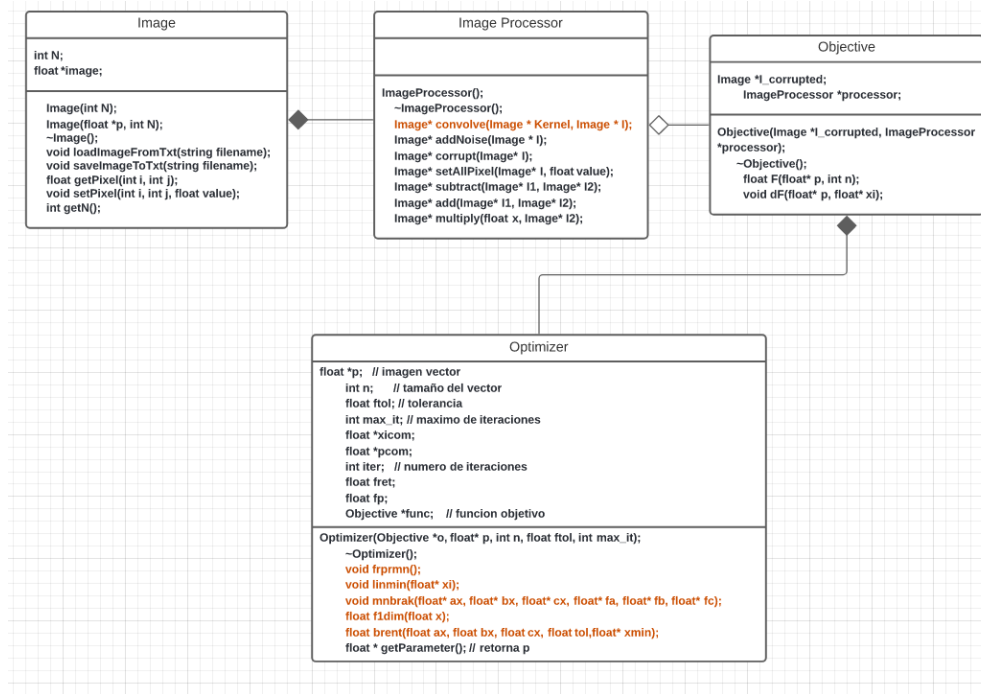 Image
int N;
float *image;
Image(int N);
Image(float *p, int N);
~Image();
void loadImageFromTxt(string filename);
void saveImageToTxt(string filename);
float getPixel(int i, int j);
void setPixel(int i, int j, float value);
int getN();
Image Processor
ImageProcessor();
~ImageProcessor();
Image* convolve(Image * Kernel, Image * I);
Image* addNoise(Image * I);
Image* corrupt(Image* I);
Image* setAllPixel(Image* I, float value);
Image* subtract(Image* I1, Image* I2);
Image* add(Image* I1, Image* I2);
Image* multiply(float x, Image* I2);
Objective
Image *I_corrupted;
ImageProcessor *processor;
Objective(Image *I_corrupted, ImageProcessor
*processor);
~Objective();
float F(float* p, int n);
void dF(float* p, float* xi);
Optimizer
float *p; // imagen vector
int n; // tamaño del vector
float ftol; // tolerancia
int max_it; // maximo de iteraciones
float *xicom;
float *pcom;
int iter; // numero de iteraciones
float fret;
float fp;
Objective *func; // funcion objetivo
Optimizer(Objective *o, float* p, int n, float ftol, int max_it);
~Optimizer();
void frprmn();
void linmin(float* xi);
void mnbrak(float* ax, float* bx, float* cx, float* fa, float* fb, float* fc);
float f1dim(float x);
float brent(float ax, float bx, float cx, float tol,float* xmin);
float * getParameter(); // retorna p